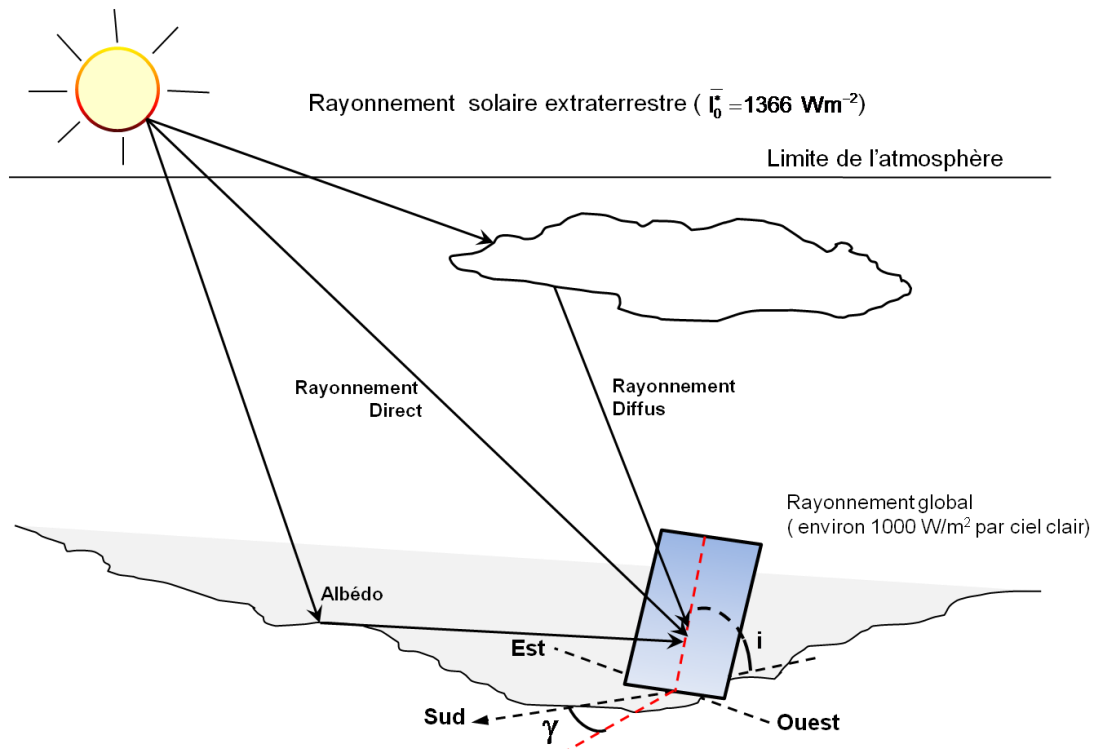 Rayonnement solaire extraterrestre ( I̅₀* =1366 Wm⁻²)
Limite de l'atmosphère
Rayonnement
Direct
Rayonnement
Diffus
Rayonnement global
( environ 1000 W/m² par ciel clair)
Albédo
Est
i
Sud
γ
Ouest